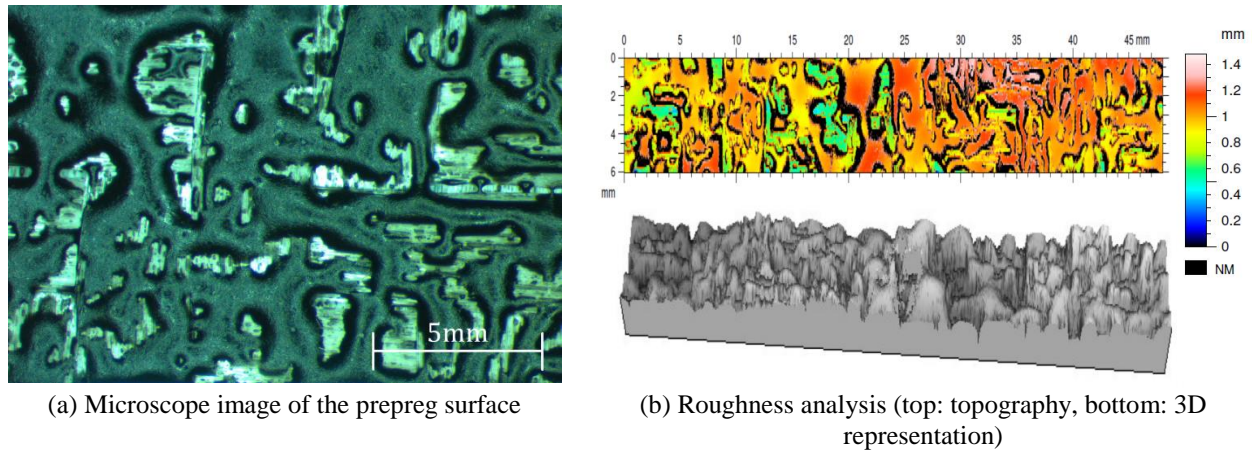 5mm
(a) Microscope image of the prepreg surface
0 5 10 15 20 25 30 35 40 45 mm
mm
0
2
4
6
mm
1.4
1.2
1
0.8
0.6
0.4
0.2
0
NM
(b) Roughness analysis (top: topography, bottom: 3D
representation)